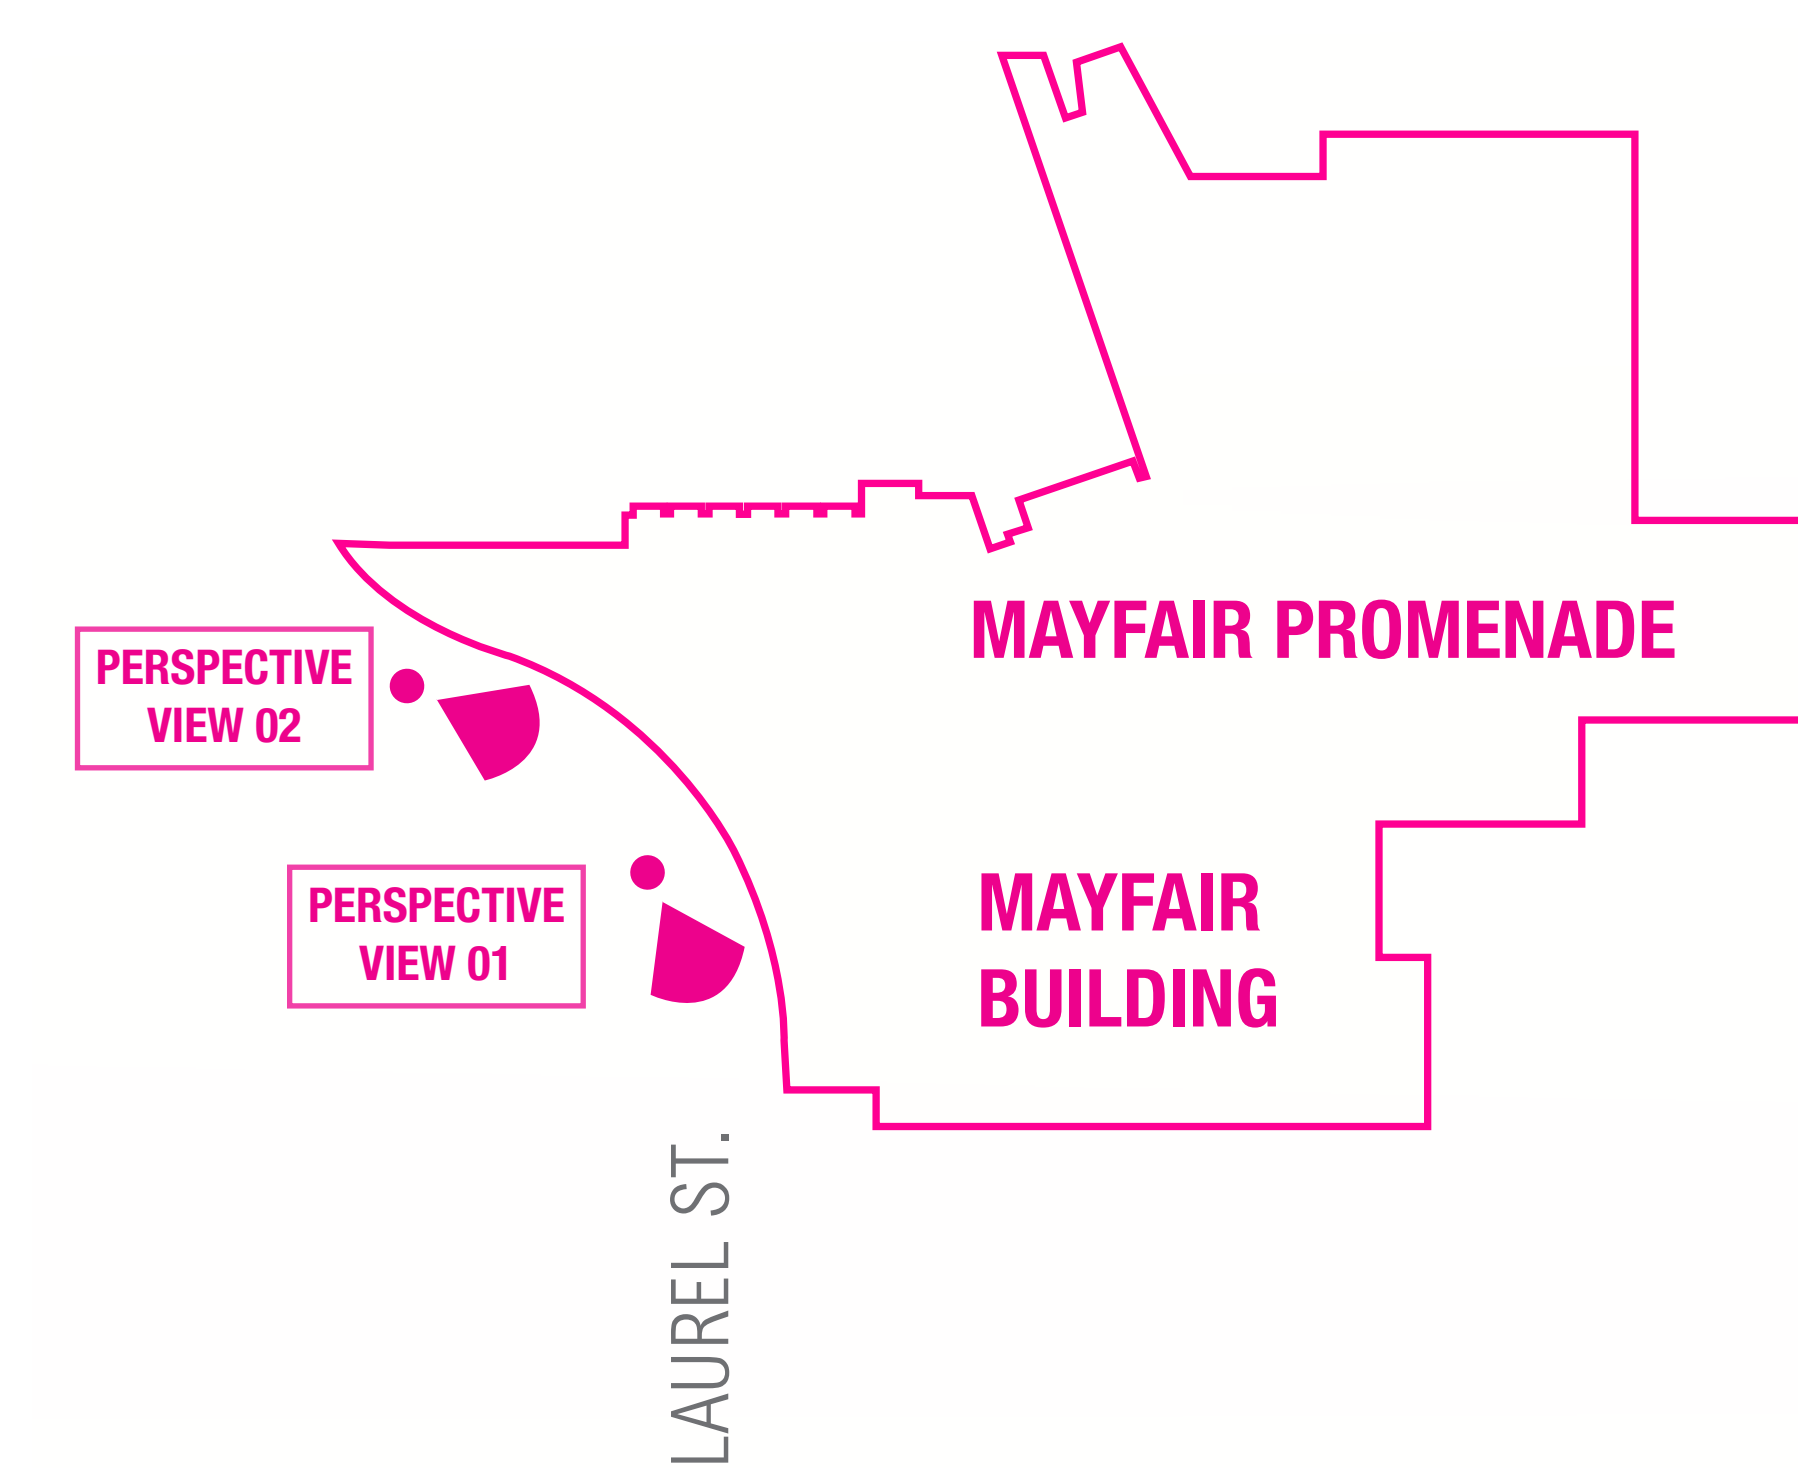 MAYFAIR PROMENADE
PERSPECTIVE
VIEW 02
MAYFAIR
BUILDING
PERSPECTIVE
VIEW 01
LAUREL ST.